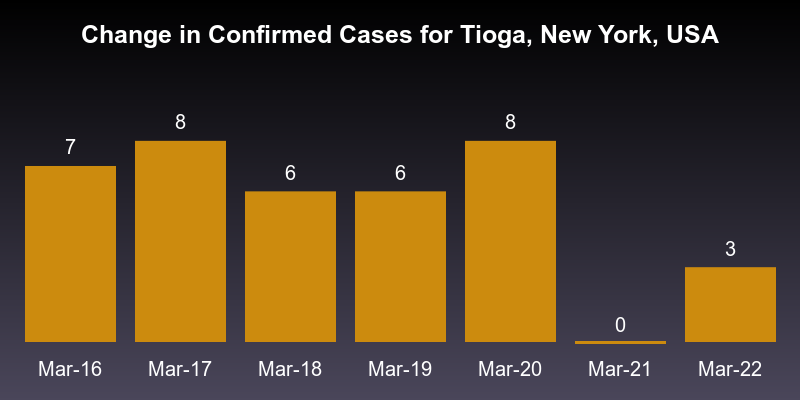 Change in Confirmed Cases for Tioga, New York, USA
7 8 6 6 8 0 3
Mar-16 Mar-17 Mar-18 Mar-19 Mar-20 Mar-21 Mar-22